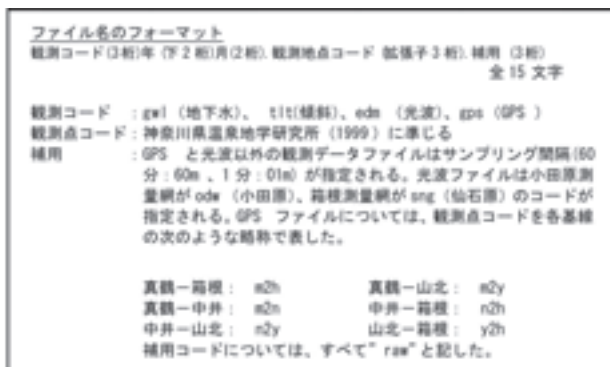 ファイル名のフォーマット
観測コード(3桁)年(下2桁)月(2桁).観測地点コード(拡張子3桁).補用(3桁)
全15文字
観測コード :gwl(地下水)、tlt(傾斜)、edm(光波)、gps(GPS)
観測点コード:神奈川県温泉地学研究所(1999)に準じる
補用 :GPS と光波以外の観測データファイルはサンプリング間隔(60
分:60m、1分:01m)が指定される。光波ファイルは小田原測
量網がodw(小田原)、箱根測量網がsng(仙石原)のコードが
指定される。GPS ファイルについては、観測点コードを各基線
の次のような略称で表した。
真鶴-箱根: m2h 真鶴-山北: m2y
真鶴-中井: m2n 中井-箱根: n2h
中井-山北: n2y 山北-箱根: y2h
補用コードについては、すべて"raw"と記した。